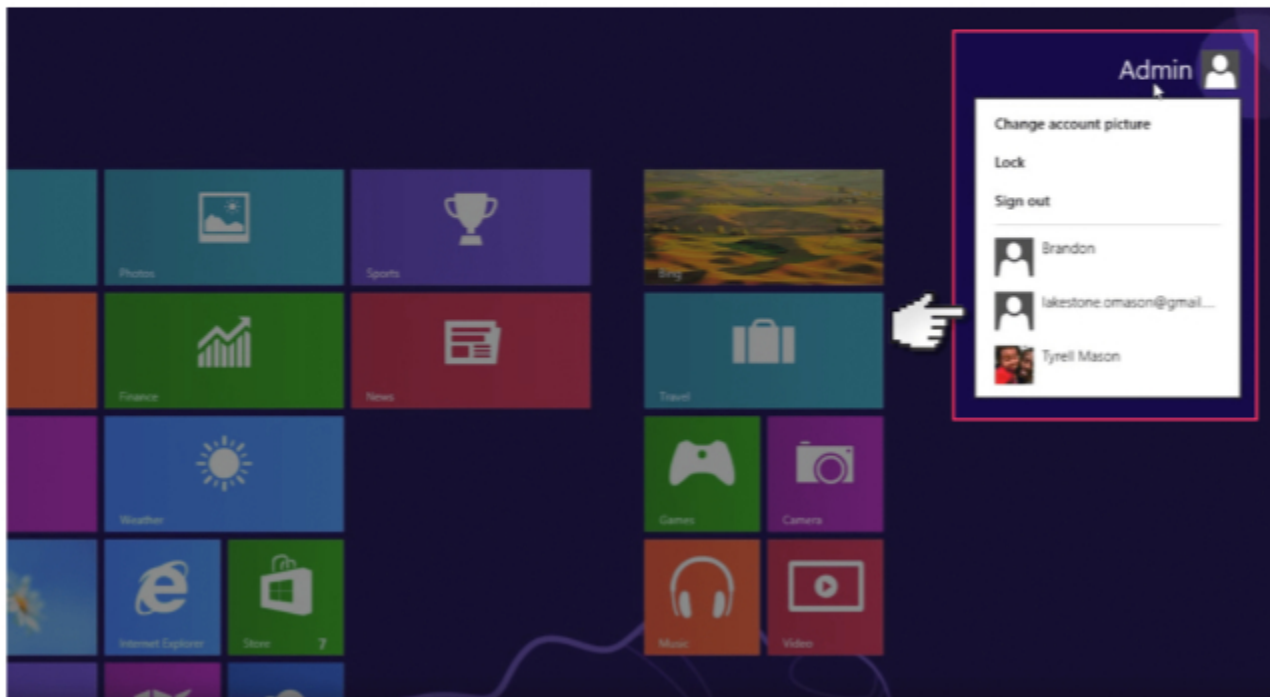 Admin
Change account picture
Lock
Sign out
Brandon
lakestone.omason@gmail....
Tyrell Mason
Photos
Sports
Bing
Finance
News
Travel
Weather
Games
Camera
Internet Explorer
Store 7
Music
Video